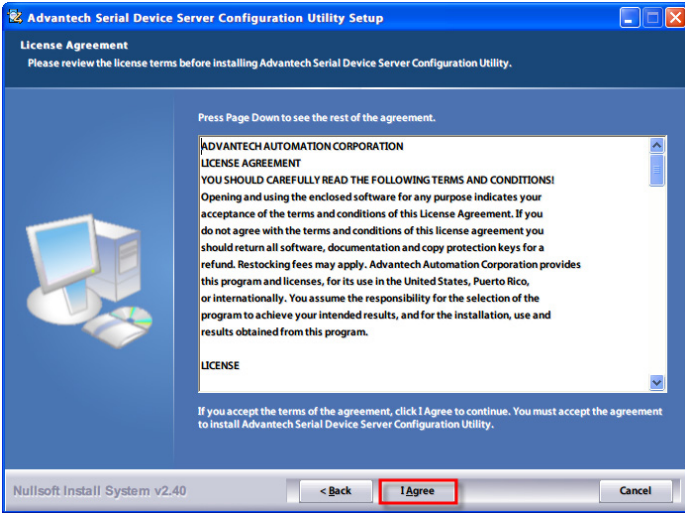 Advantech Serial Device Server Configuration Utility Setup
License Agreement
Please review the license terms before installing Advantech Serial Device Server Configuration Utility.
Press Page Down to see the rest of the agreement.
ADVANTECH AUTOMATION CORPORATION
LICENSE AGREEMENT
YOU SHOULD CAREFULLY READ THE FOLLOWING TERMS AND CONDITIONS!
Opening and using the enclosed software for any purpose indicates your
acceptance of the terms and conditions of this License Agreement. If you
do not agree with the terms and conditions of this license agreement you
should return all software, documentation and copy protection keys for a
refund. Restocking fees may apply. Advantech Automation Corporation provides
this program and licenses, for its use in the United States, Puerto Rico,
or internationally. You assume the responsibility for the selection of the
program to achieve your intended results, and for the installation, use and
results obtained from this program.
LICENSE
If you accept the terms of the agreement, click I Agree to continue. You must accept the agreement
to install Advantech Serial Device Server Configuration Utility.
Nullsoft Install System v2.40
< Back
I Agree
Cancel